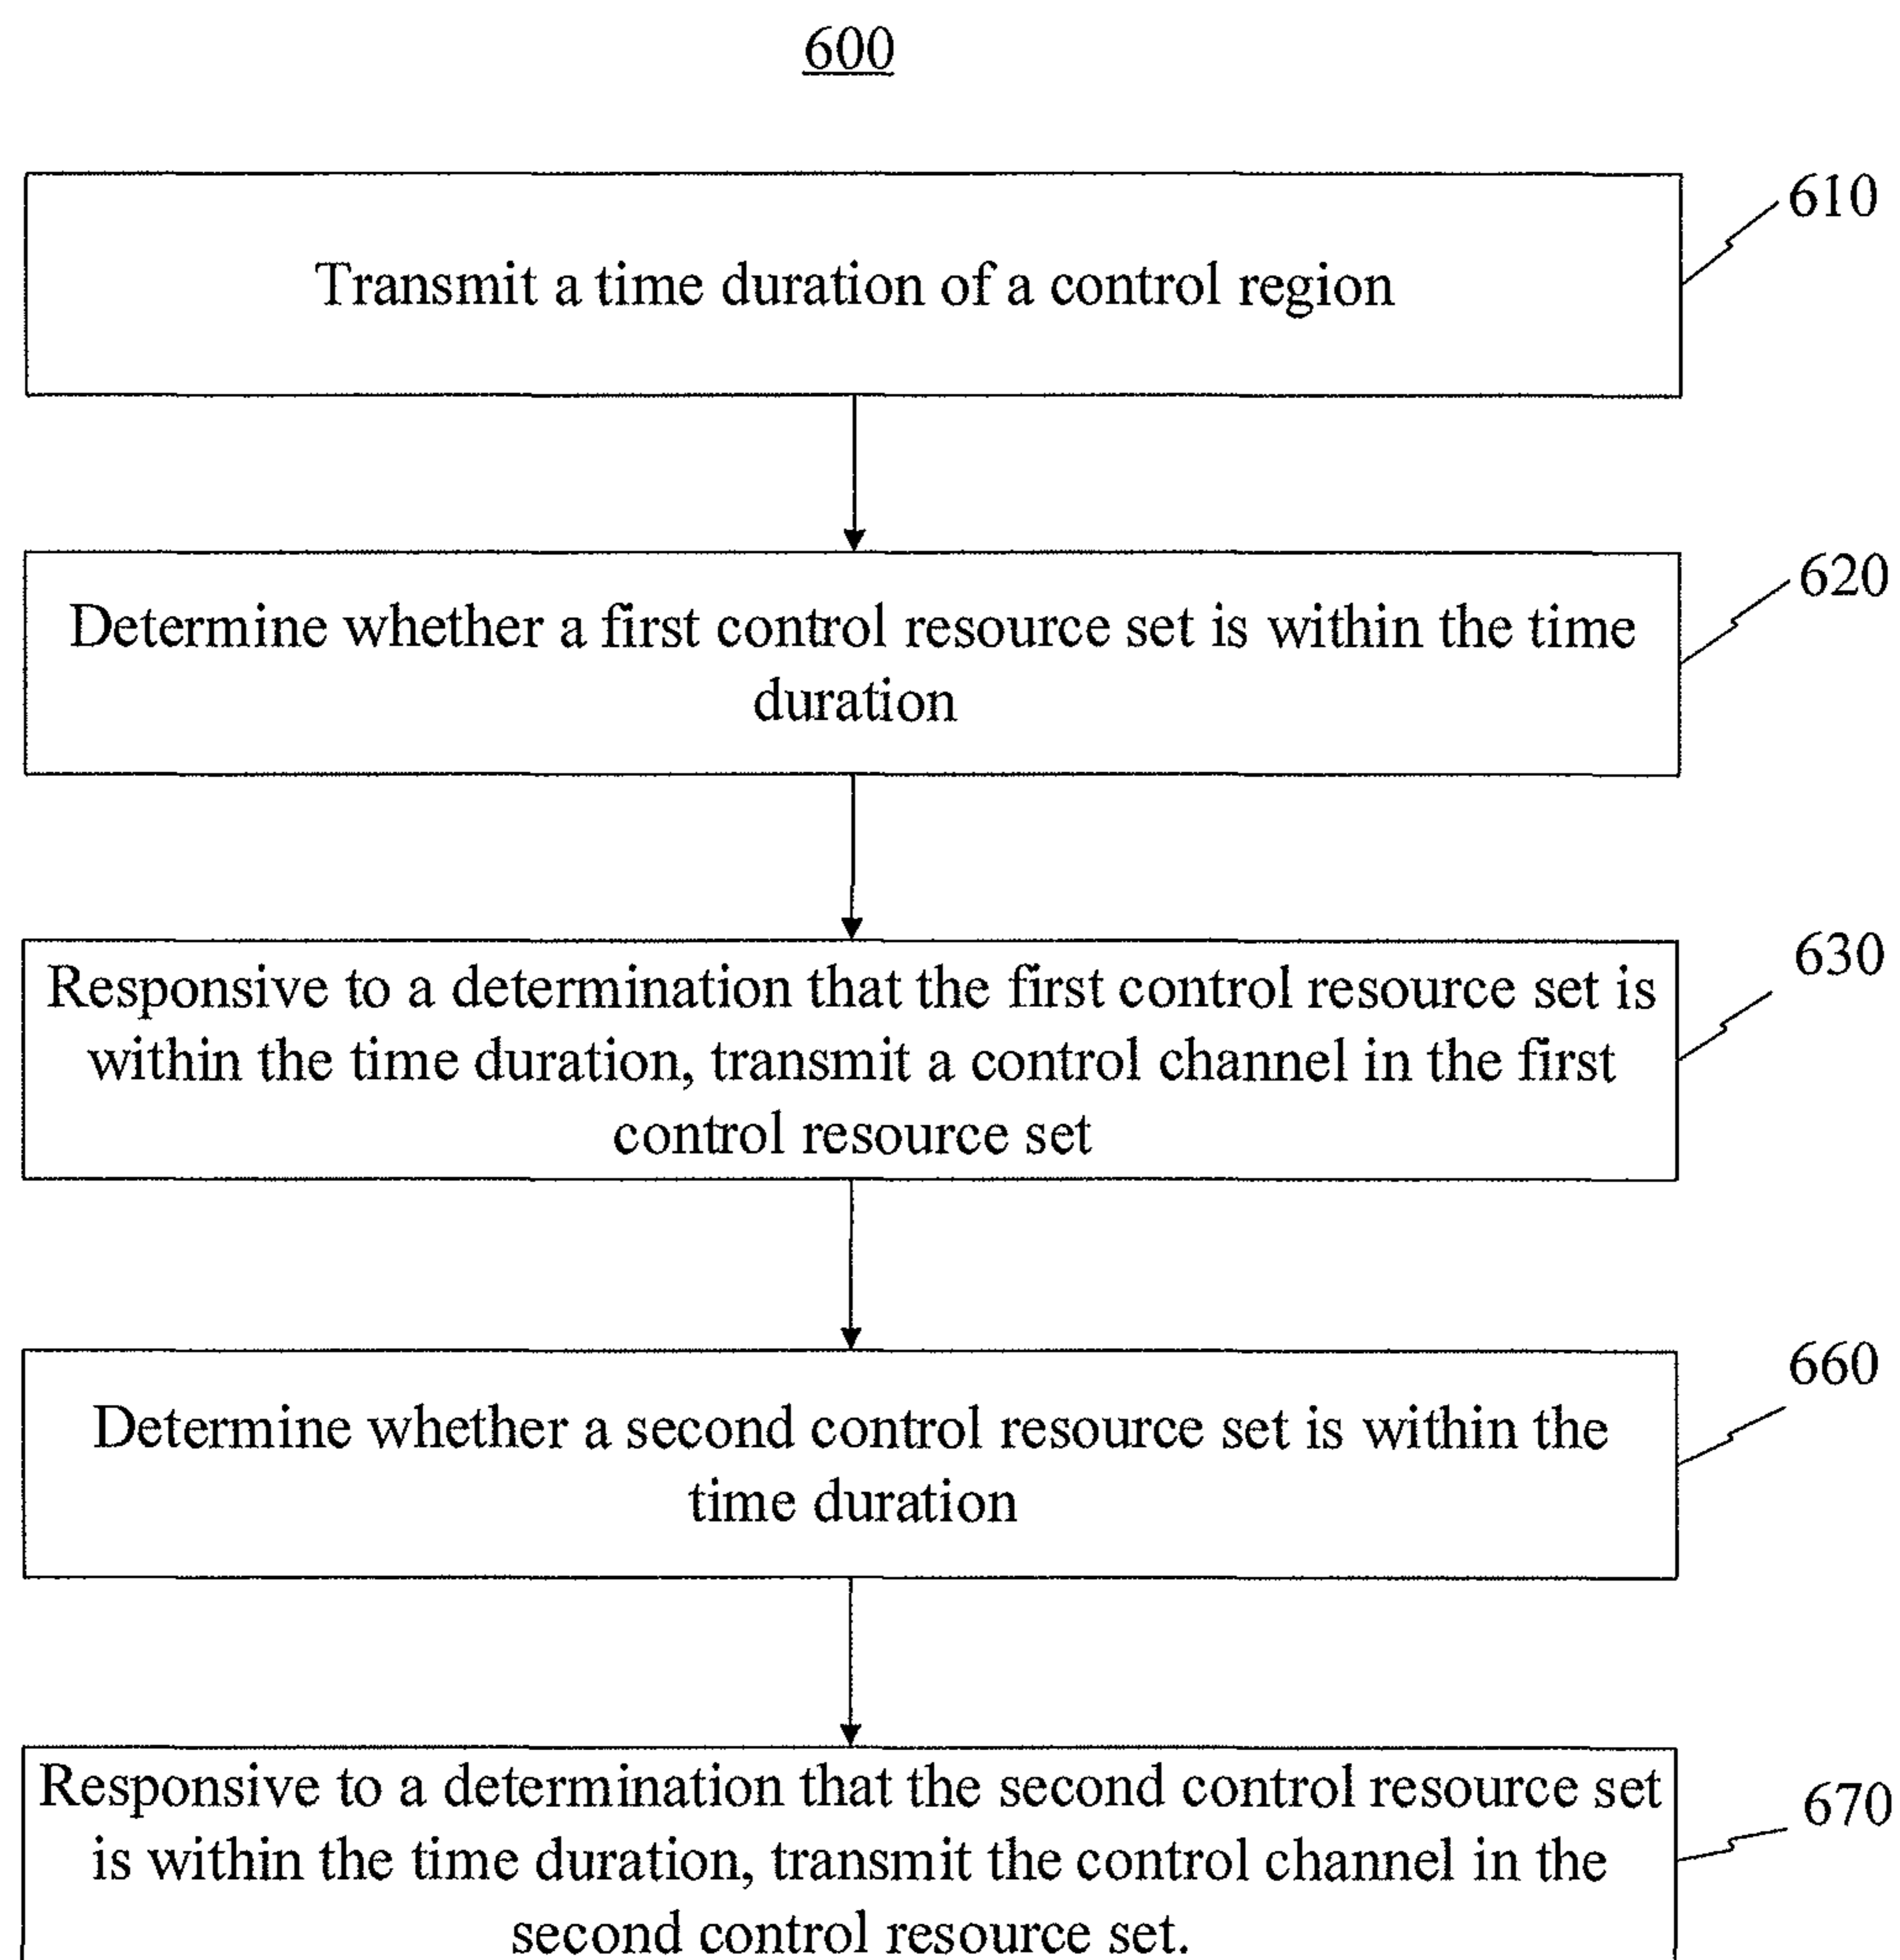 600
610
Transmit a time duration of a control region
620
Determine whether a first control resource set is within the time
duration
630
Responsive to a determination that the first control resource set is
within the time duration, transmit a control channel in the first
control resource set
660
Determine whether a second control resource set is within the
time duration
670
Responsive to a determination that the second control resource set
is within the time duration, transmit the control channel in the
second control resource set.